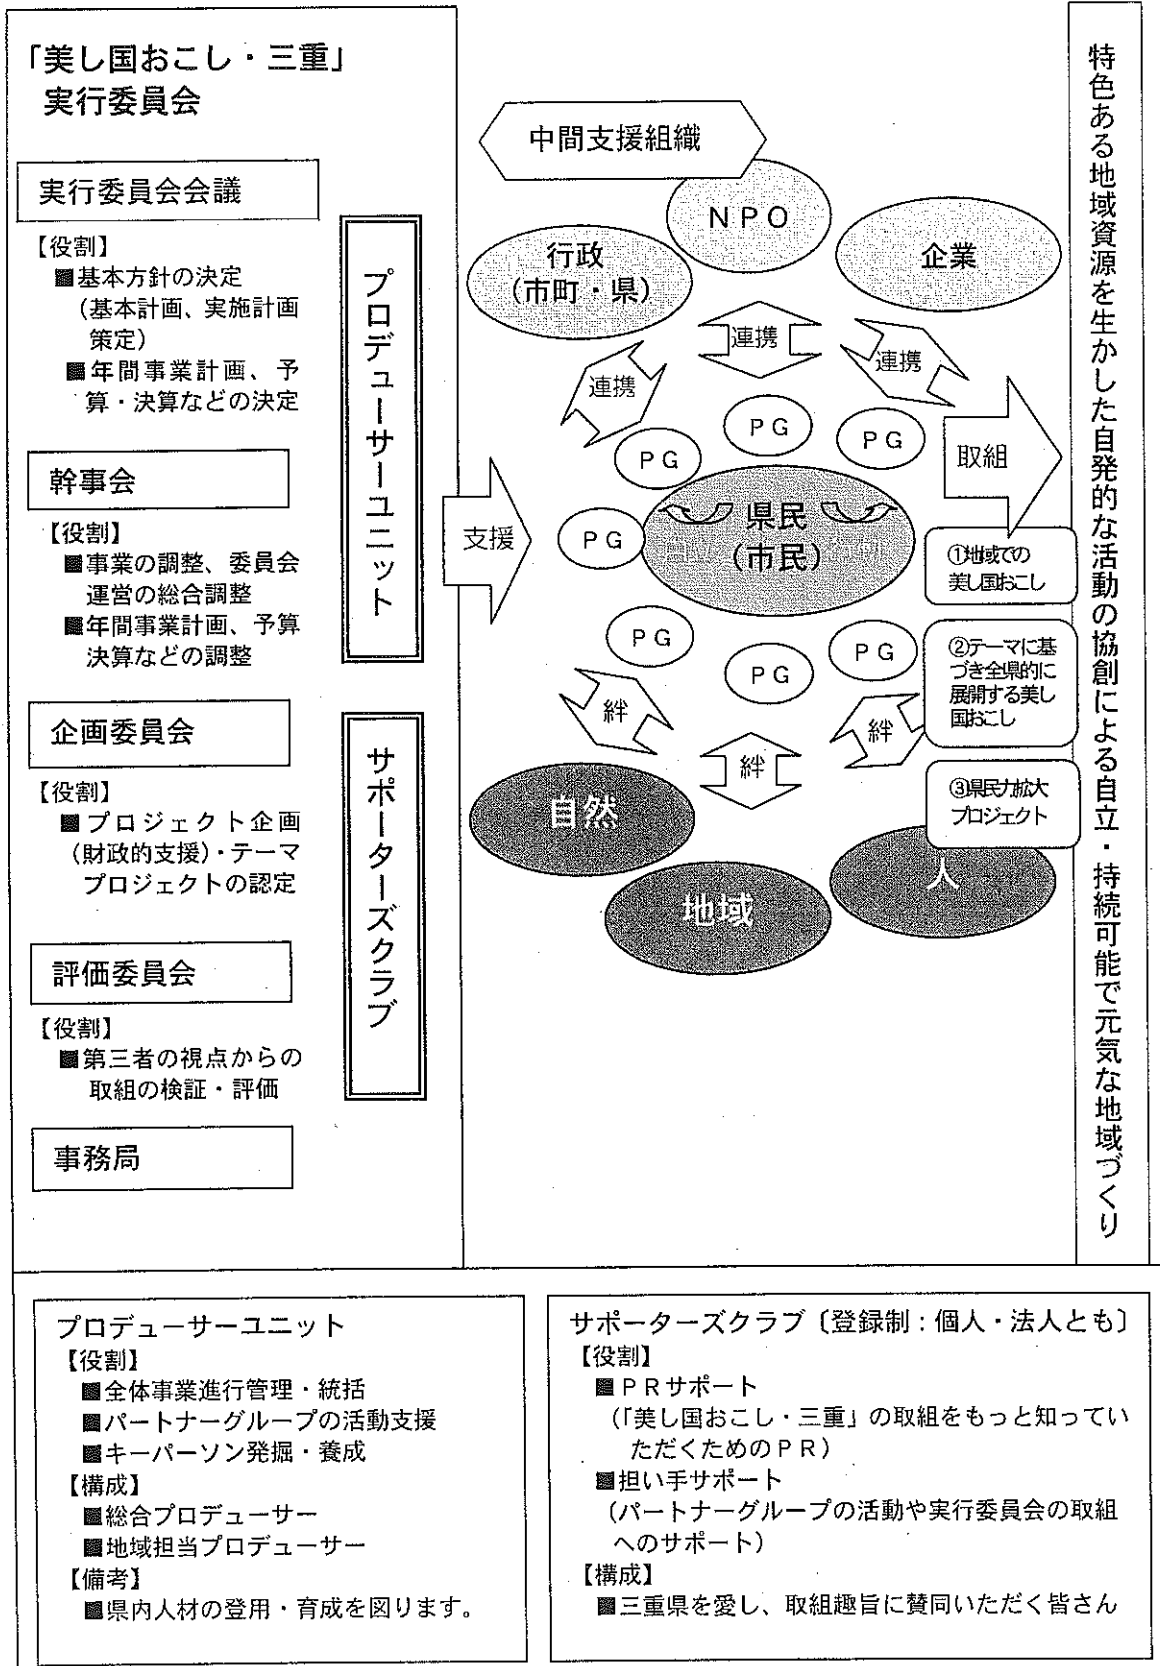 「美し国おこし・三重」
実行委員会
実行委員会会議
【役割】
■基本方針の決定
(基本計画、実施計画
策定)
■年間事業計画、予
算・決算などの決定
幹事会
【役割】
■事業の調整、委員会
運営の総合調整
■年間事業計画、予算
決算などの調整
企画委員会
【役割】
■プロジェクト企画
(財政的支援)・テーマ
プロジェクトの認定
評価委員会
【役割】
■第三者の視点からの
取組の検証・評価
事務局
プロデューサーユニット
サポーターズクラブ
支援
中間支援組織
NPO
行政
(市町・県)
企業
連携
連携
連携
PG
PG
PG
PG
県民
(市民)
PG
PG
PG
PG
絆
絆
絆
自然
地域
人
取組
①地域での
美し国おこし
②テーマに基
づき全県的に
展開する美し
国おこし
③県民力拡大
プロジェクト
特色ある地域資源を生かした自発的な活動の協創による自立・持続可能で元気な地域づくり
プロデューサーユニット
【役割】
■全体事業進行管理・統括
■パートナーグループの活動支援
■キーパーソン発掘・養成
【構成】
■総合プロデューサー
■地域担当プロデューサー
【備考】
■県内人材の登用・育成を図ります。
サポーターズクラブ〔登録制:個人・法人とも〕
【役割】
■PRサポート
(「美し国おこし・三重」の取組をもっと知ってい
ただくためのPR)
■担い手サポート
(パートナーグループの活動や実行委員会の取組
へのサポート)
【構成】
■三重県を愛し、取組趣旨に賛同いただく皆さん